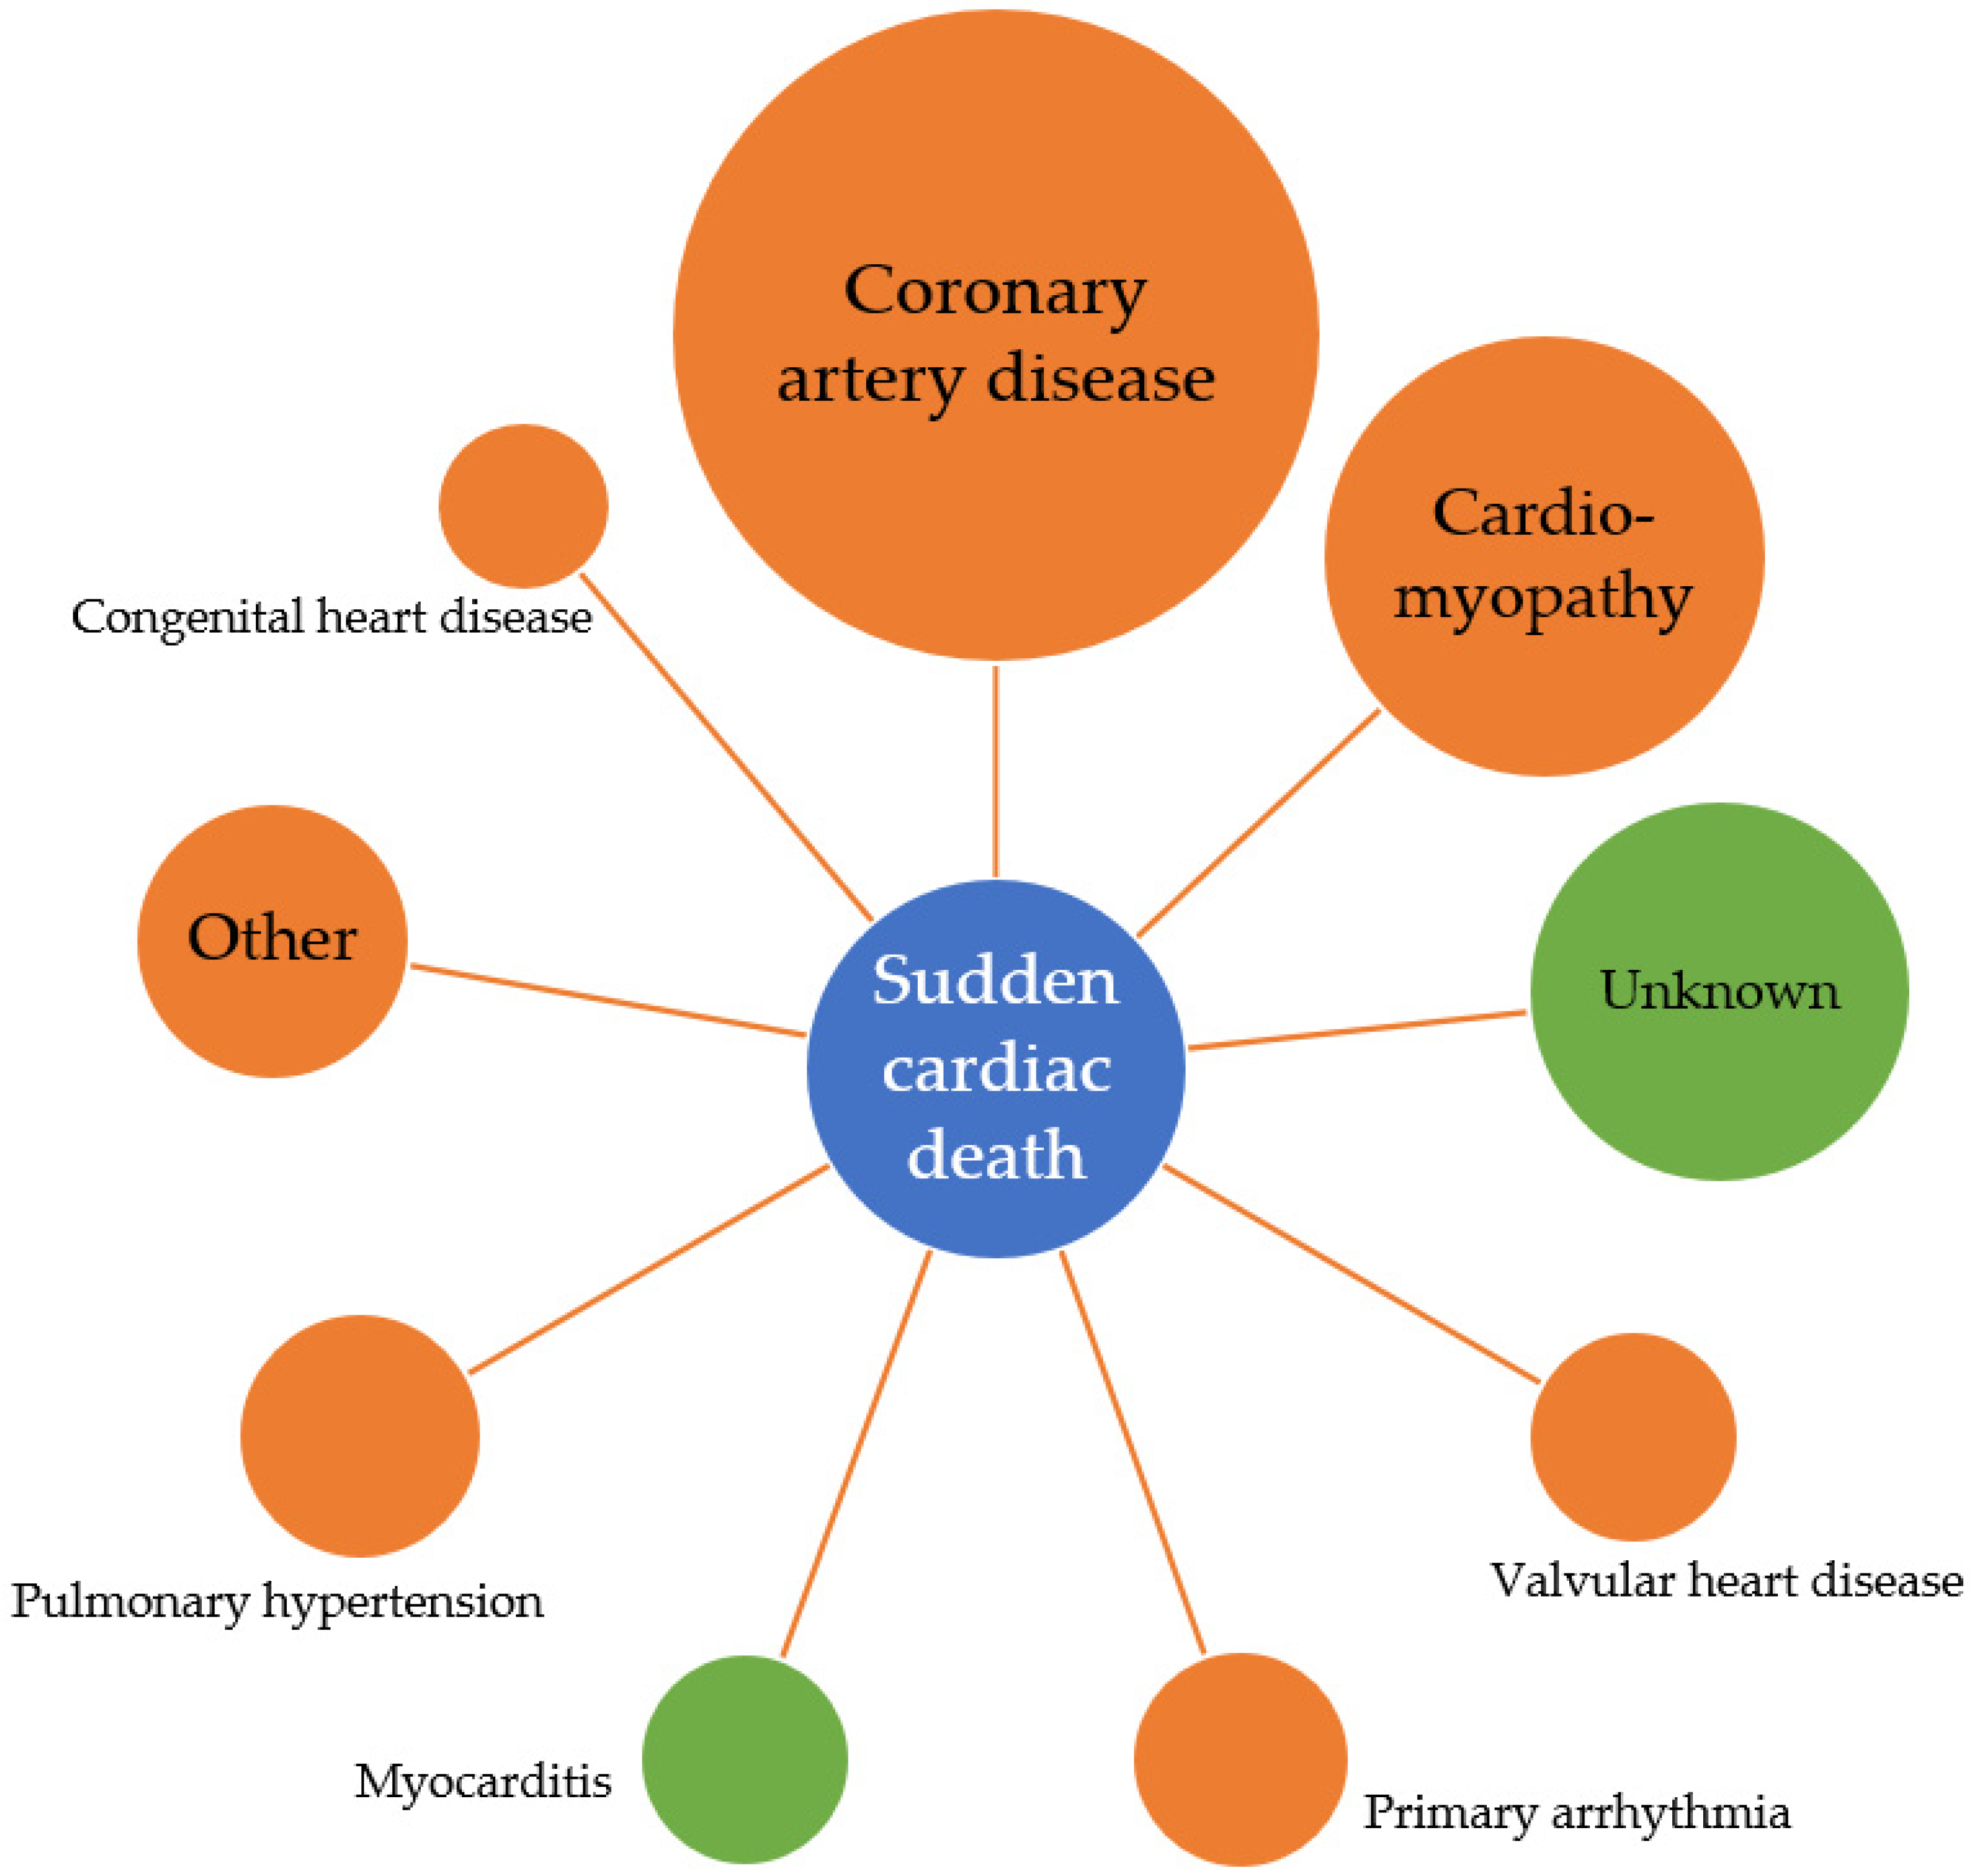 Coronary
artery disease
Cardio-
myopathy
Congenital heart disease
Other
Unknown
Sudden
cardiac
death
Pulmonary hypertension
Valvular heart disease
Myocarditis
Primary arrhythmia